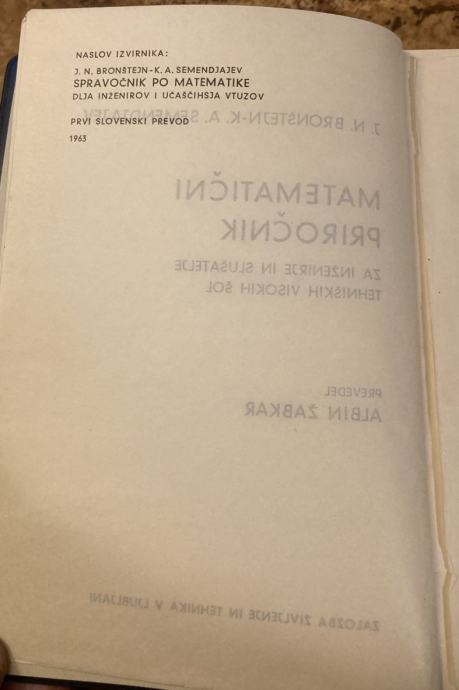 NASLOV IZVIRNIKA:
J. N. BRONŠTEJN-K. A. SEMENDJAJEV
SPRAVOČNIK PO MATEMATIKE
DLJA INŽENIROV I UČAŠČIHSJA VTUZOV
PRVI SLOVENSKI PREVOD
1963
J. N. BRONŠTEJN-K. A. SEMENDJAJEV
MATEMATIČNI
PRIROČNIK
ZA INŽENIRJE IN SLUŠATELJE
TEHNIŠKIH VISOKIH ŠOL
PREVEDEL
ALBIN ŽABKAR
ZALOŽBA ŽIVLJENJE IN TEHNIKA V LJUBLJANI